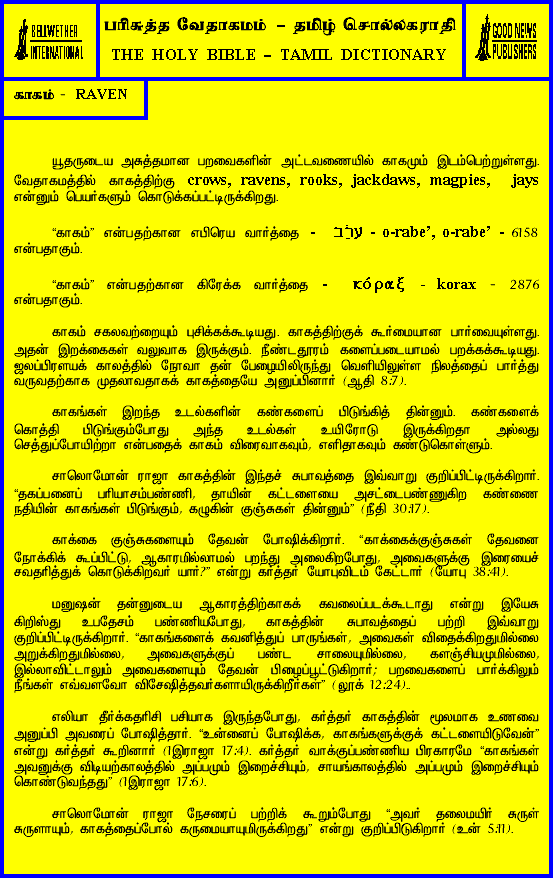 BELLWETHER
INTERNATIONAL
பரிசுத்த வேதாகமம் – தமிழ் சொல்லகராதி
THE HOLY BIBLE – TAMIL DICTIONARY
GOOD NEWS
PUBLISHERS
காகம் - RAVEN
யூதருடைய அசுத்தமான பறவைகளின் அட்டவணையில் காகமும் இடம்பெற்றுள்ளது.
வேதாகமத்தில் காகத்திற்கு crows, ravens, rooks, jackdaws, magpies, jays
என்னும் பெயர்களும் கொடுக்கப்பட்டிருக்கிறது.
“காகம்” என்பதற்கான எபிரெய வார்த்தை - עֹרֵב - o-rabe’, o-rabe’ - 6158
என்பதாகும்.
“காகம்” என்பதற்கான கிரேக்க வார்த்தை - κόραξ - korax - 2876
என்பதாகும்.
காகம் சகலவற்றையும் புசிக்கக்கூடியது. காகத்திற்குக் கூர்மையான பார்வையுள்ளது.
அதன் இறக்கைகள் வலுவாக இருக்கும். நீண்டதூரம் களைப்படையாமல் பறக்கக்கூடியது.
ஜலப்பிரளயக் காலத்தில் நோவா தன் பேழையிலிருந்து வெளியிலுள்ள நிலத்தைப் பார்த்து
வருவதற்காக முதலாவதாகக் காகத்தையே அனுப்பினார் (ஆதி 8:7).
காகங்கள் இறந்த உடல்களின் கண்களைப் பிடுங்கித் தின்னும். கண்களைக்
கொத்தி பிடுங்கும்போது அந்த உடல்கள் உயிரோடு இருக்கிறதா அல்லது
செத்துப்போயிற்றா என்பதைக் காகம் விரைவாகவும், எளிதாகவும் கண்டுகொள்ளும்.
சாலொமோன் ராஜா காகத்தின் இந்தச் சுபாவத்தை இவ்வாறு குறிப்பிட்டிருக்கிறார்.
“தகப்பனைப் பரியாசம்பண்ணி, தாயின் கட்டளையை அசட்டைபண்ணுகிற கண்ணை
நதியின் காகங்கள் பிடுங்கும், கழுகின் குஞ்சுகள் தின்னும்” (நீதி 30:17).
காக்கை குஞ்சுகளையும் தேவன் போஷிக்கிறார். “காக்கைக்குஞ்சுகள் தேவனை
நோக்கிக் கூப்பிட்டு, ஆகாரமில்லாமல் பறந்து அலைகிறபோது, அவைகளுக்கு இரையைச்
சவதரித்துக் கொடுக்கிறவர் யார்?” என்று கர்த்தர் யோபுவிடம் கேட்டார் (யோபு 38:41).
மனுஷன் தன்னுடைய ஆகாரத்திற்காகக் கவலைப்படக்கூடாது என்று இயேசு
கிறிஸ்து உபதேசம் பண்ணியபோது, காகத்தின் சுபாவத்தைப் பற்றி இவ்வாறு
குறிப்பிட்டிருக்கிறார். “காகங்களைக் கவனித்துப் பாருங்கள், அவைகள் விதைக்கிறதுமில்லை
அறுக்கிறதுமில்லை, அவைகளுக்குப் பண்ட சாலையுமில்லை, களஞ்சியமுமில்லை,
இல்லாவிட்டாலும் அவைகளையும் தேவன் பிழைப்பூட்டுகிறார்; பறவைகளைப் பார்க்கிலும்
நீங்கள் எவ்வளவோ விசேஷித்தவர்களாயிருக்கிறீர்கள்” (லூக் 12:24)..
எலியா தீர்க்கதரிசி பசியாக இருந்தபோது, கர்த்தர் காகத்தின் மூலமாக உணவை
அனுப்பி அவரைப் போஷித்தார். “உன்னைப் போஷிக்க, காகங்களுக்குக் கட்டளையிடுவேன்”
என்று கர்த்தர் கூறினார் (1இராஜா 17:4). கர்த்தர் வாக்குப்பண்ணிய பிரகாரமே “காகங்கள்
அவனுக்கு விடியற்காலத்தில் அப்பமும் இறைச்சியும், சாயங்காலத்தில் அப்பமும் இறைச்சியும்
கொண்டுவந்தது” (1இராஜா 17:6).
சாலொமோன் ராஜா நேசரைப் பற்றிக் கூறும்போது “அவர் தலைமயிர் சுருள்
சுருளாயும், காகத்தைப்போல் கருமையாயுமிருக்கிறது” என்று குறிப்பிடுகிறார் (உன் 5:11).